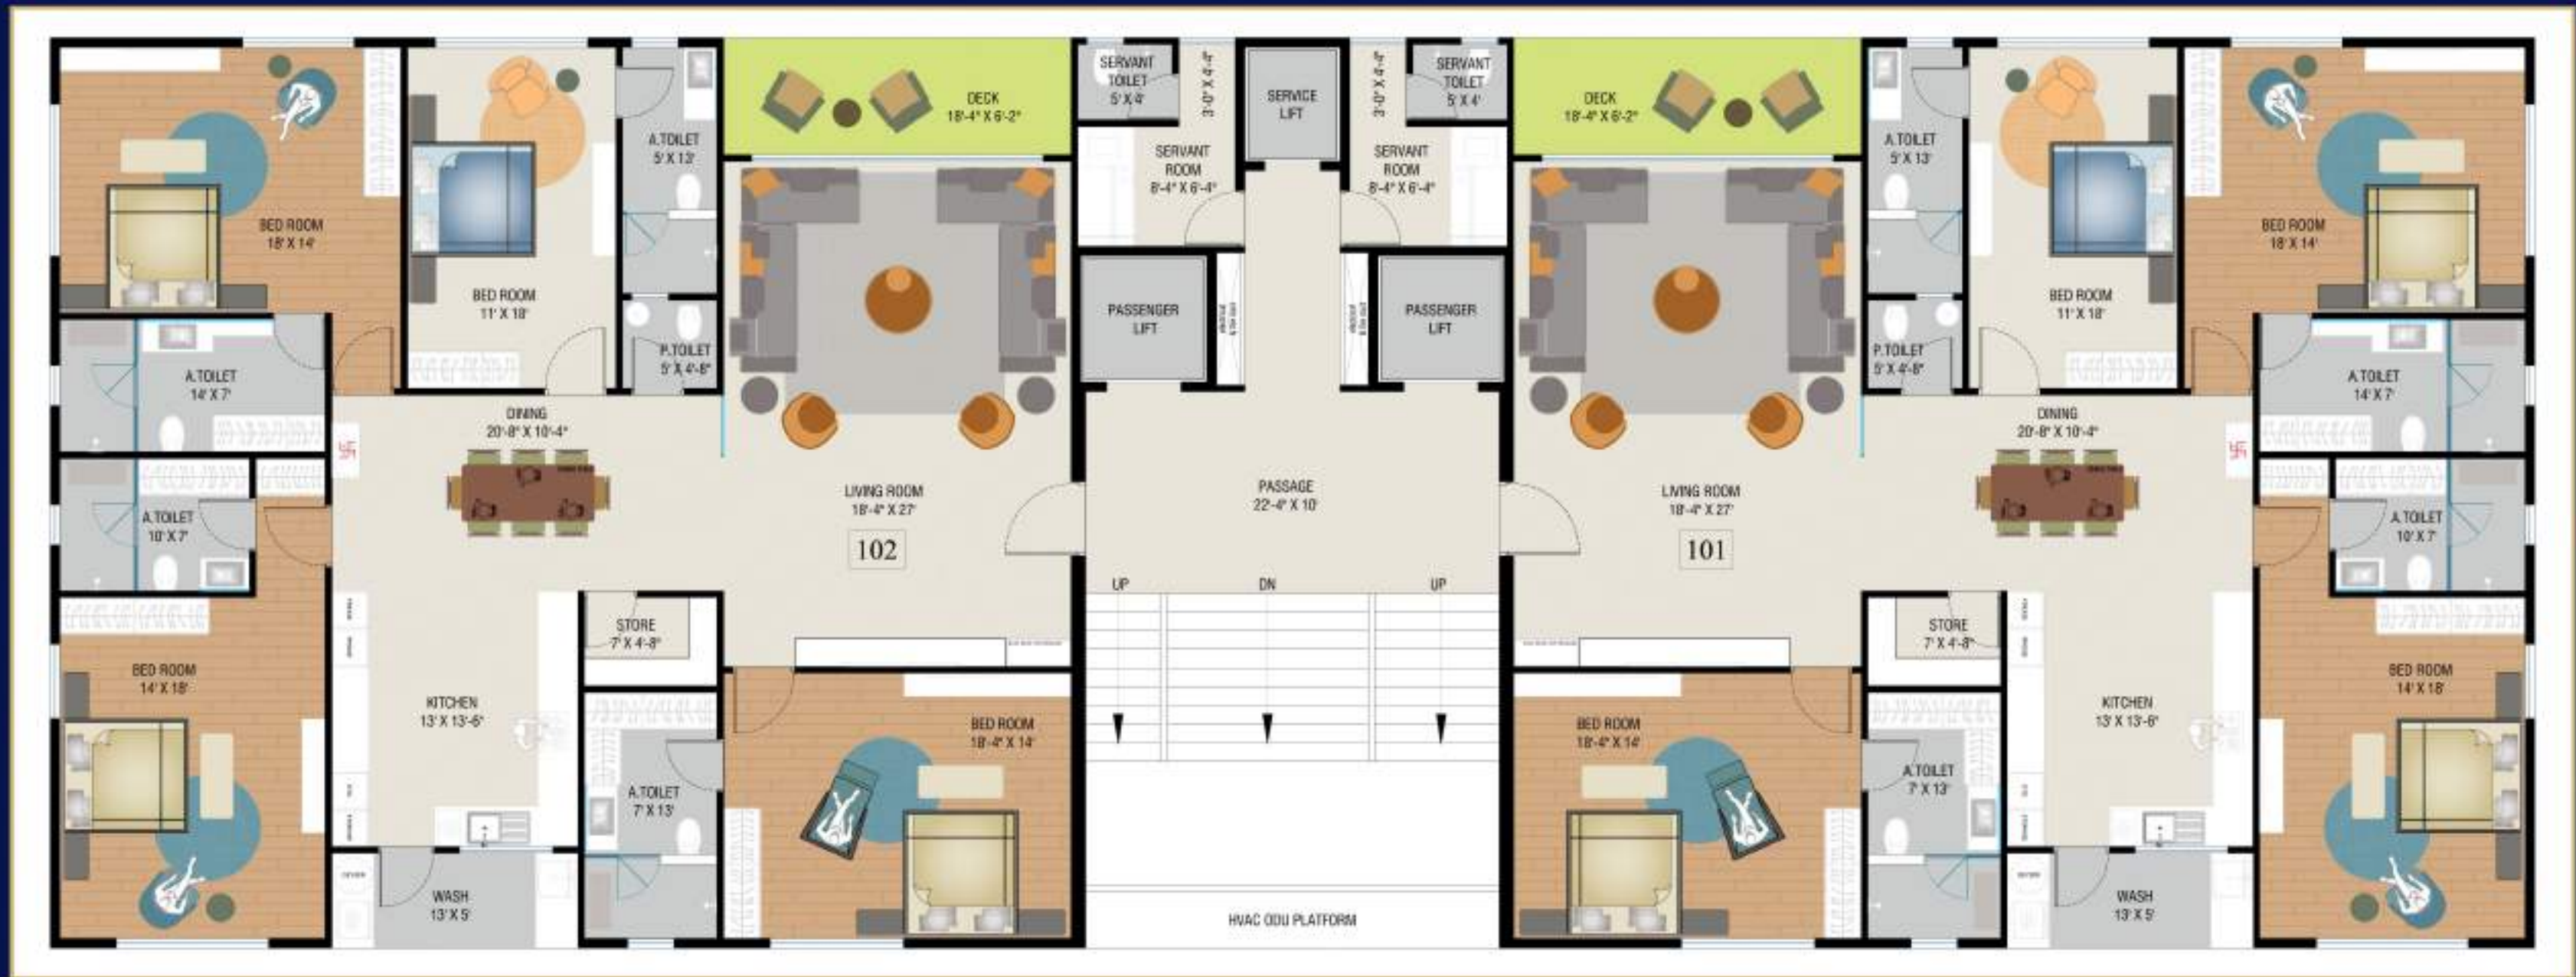 SERVANT
TOILET
5' X 4'
3'-0" X 4'-4"
SERVICE
LIFT
3'-0" X 4'-4"
SERVANT
TOILET
5' X 4'
DECK
18'-4" X 6'-2"
DECK
18'-4" X 6'-2"
A.TOILET
5' X 13'
A.TOILET
5' X 13'
SERVANT
ROOM
8'-4" X 6'-4"
SERVANT
ROOM
8'-4" X 6'-4"
BED ROOM
18' X 14'
BED ROOM
18' X 14'
BED ROOM
11' X 18'
BED ROOM
11' X 18'
PASSENGER
LIFT
PASSENGER
LIFT
P.TOILET
5' X 4'-8"
P.TOILET
5' X 4'-8"
A.TOILET
14' X 7'
A.TOILET
14' X 7'
DINING
20'-8" X 10'-4"
DINING
20'-8" X 10'-4"
LIVING ROOM
18'-4" X 27'
102
PASSAGE
22'-4" X 10'
LIVING ROOM
18'-4" X 27'
101
A.TOILET
10' X 7'
A.TOILET
10' X 7'
UP
DN
UP
STORE
7' X 4'-8"
STORE
7' X 4'-8"
BED ROOM
14' X 18'
BED ROOM
14' X 18'
KITCHEN
13' X 13'-6"
KITCHEN
13' X 13'-6"
BED ROOM
18'-4" X 14'
BED ROOM
18'-4" X 14'
A.TOILET
7' X 13'
A.TOILET
7' X 13'
WASH
13' X 5'
WASH
13' X 5'
HVAC ODU PLATFORM